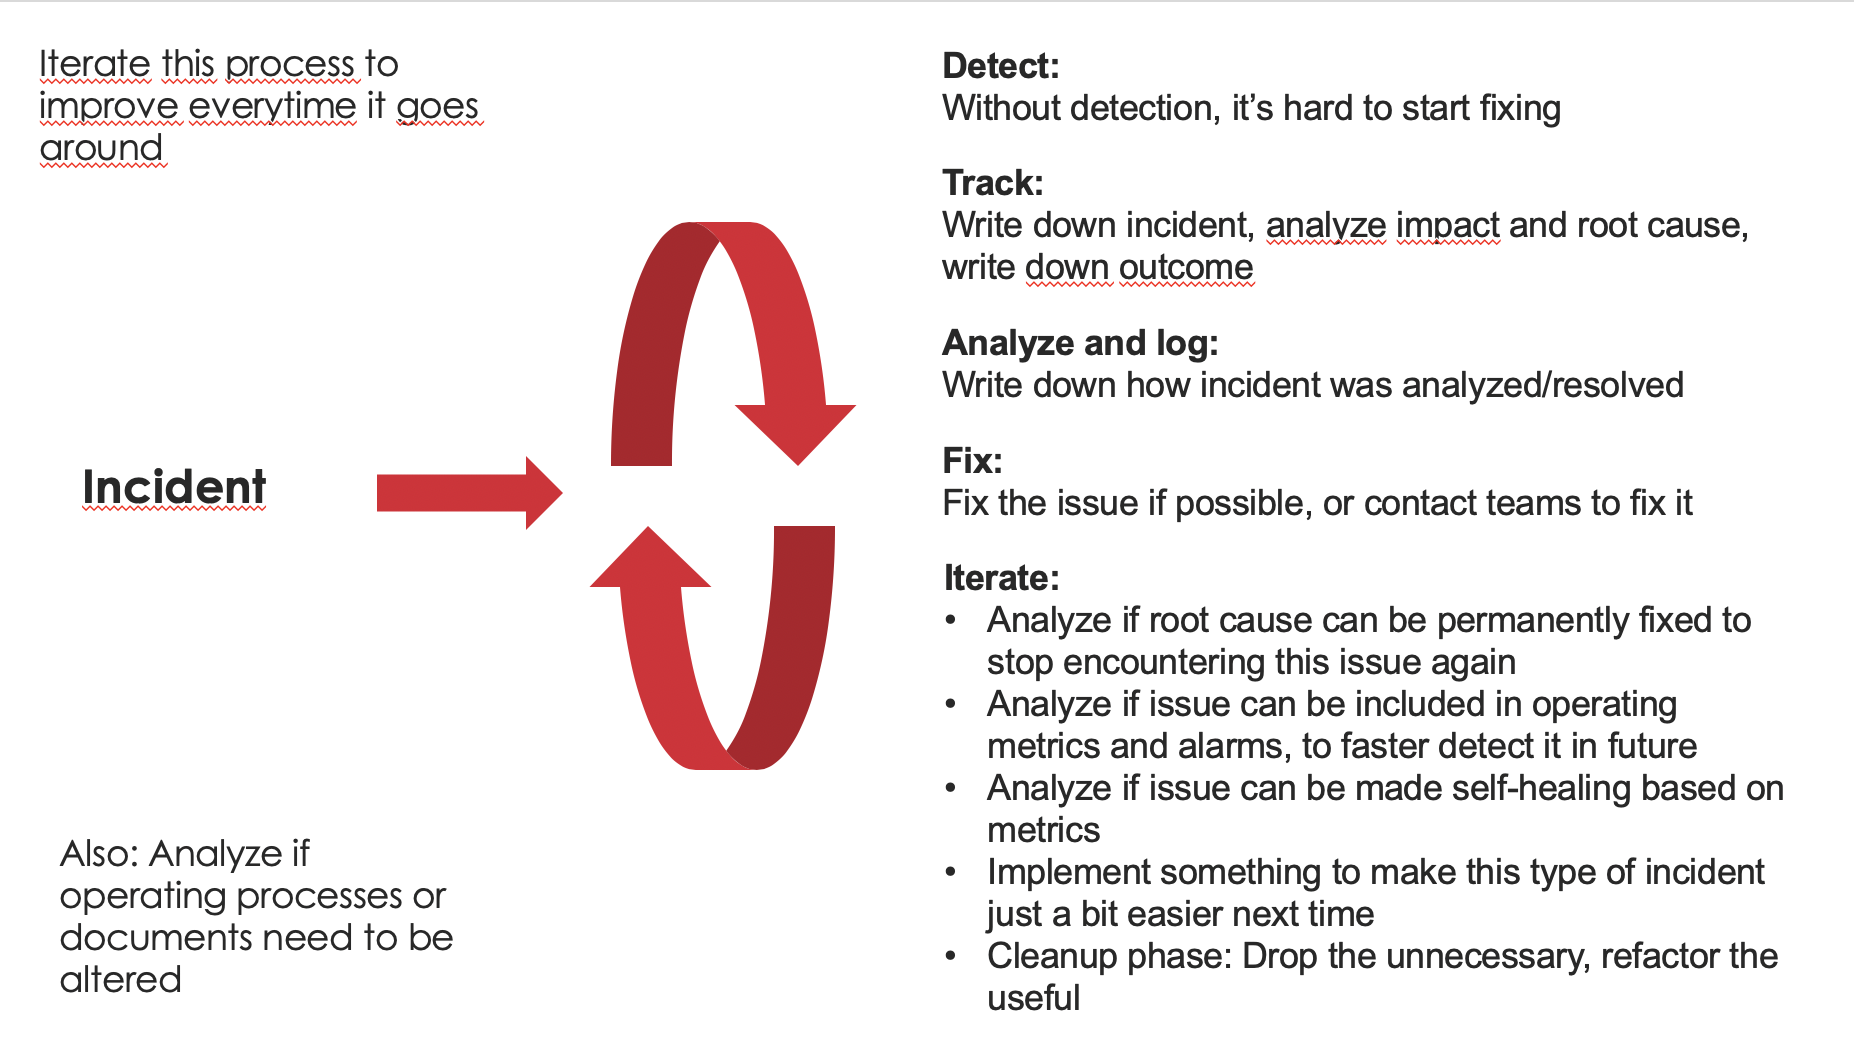 Iterate this process to
improve everytime it goes
around
Incident
Also: Analyze if
operating processes or
documents need to be
altered
Detect:
Without detection, it’s hard to start fixing
Track:
Write down incident, analyze impact and root cause,
write down outcome
Analyze and log:
Write down how incident was analyzed/resolved
Fix:
Fix the issue if possible, or contact teams to fix it
Iterate:
• Analyze if root cause can be permanently fixed to
stop encountering this issue again
• Analyze if issue can be included in operating
metrics and alarms, to faster detect it in future
• Analyze if issue can be made self-healing based on
metrics
• Implement something to make this type of incident
just a bit easier next time
• Cleanup phase: Drop the unnecessary, refactor the
useful